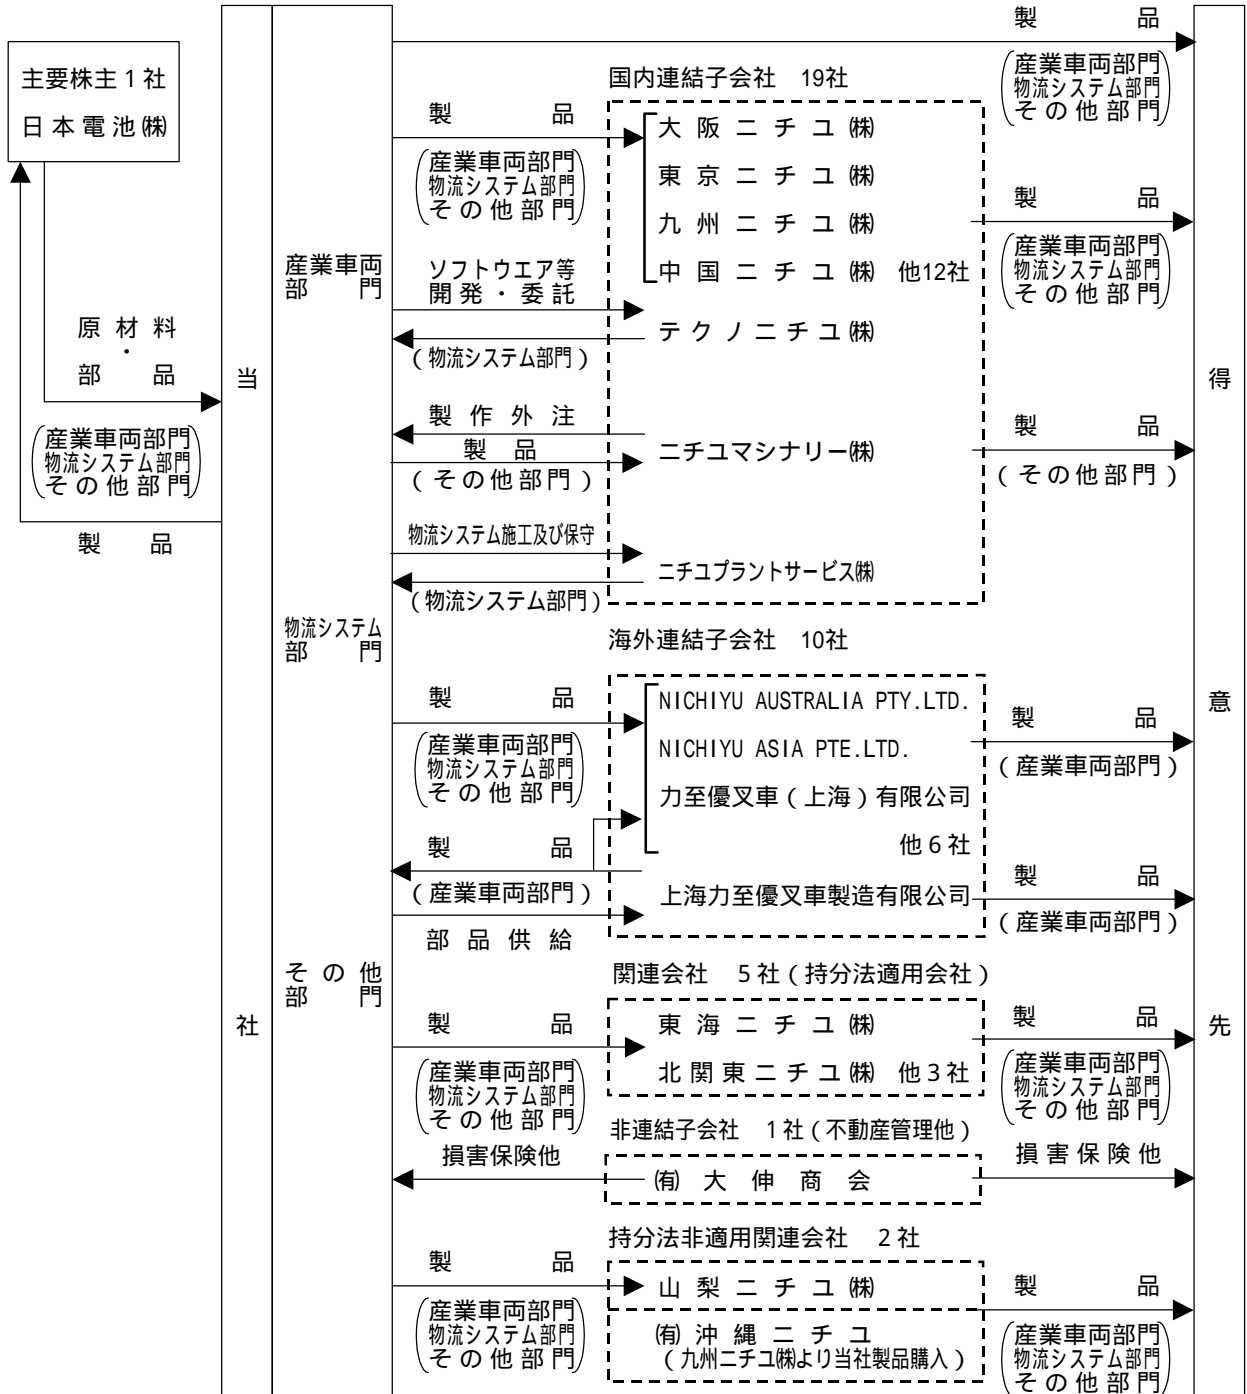 主要株主１社
日本電池㈱
原材料
・
部品
(産業車両部門
物流システム部門
その他部門)
製品
当社
産業車両
部門
物流システム
部門
その他
部門
製品
(産業車両部門
物流システム部門
その他部門)
国内連結子会社　19社
製品
(産業車両部門
物流システム部門
その他部門)
大阪ニチユ㈱
東京ニチユ㈱
九州ニチユ㈱
中国ニチユ㈱　他12社
製品
(産業車両部門
物流システム部門
その他部門)
ソフトウエア等
開発・委託
(物流システム部門)
テクノニチユ㈱
製作外注
製品
(その他部門)
ニチユマシナリー㈱
製品
(その他部門)
物流システム施工及び保守
(物流システム部門)
ニチユプラントサービス㈱
海外連結子会社　10社
製品
(産業車両部門
物流システム部門
その他部門)
NICHIYU AUSTRALIA PTY.LTD.
NICHIYU ASIA PTE.LTD.
力至優叉車（上海）有限公司
他６社
製品
(産業車両部門)
製品
(産業車両部門)
部品供給
上海力至優叉車製造有限公司
製品
(産業車両部門)
関連会社　５社（持分法適用会社）
製品
(産業車両部門
物流システム部門
その他部門)
東海ニチユ㈱
北関東ニチユ㈱　他３社
製品
(産業車両部門
物流システム部門
その他部門)
非連結子会社　１社（不動産管理他）
損害保険他
㈲大伸商会
損害保険他
持分法非適用関連会社　２社
製品
(産業車両部門
物流システム部門
その他部門)
山梨ニチユ㈱
㈲沖縄ニチユ
（九州ニチユ㈱より当社製品購入）
製品
(産業車両部門
物流システム部門
その他部門)
得意先